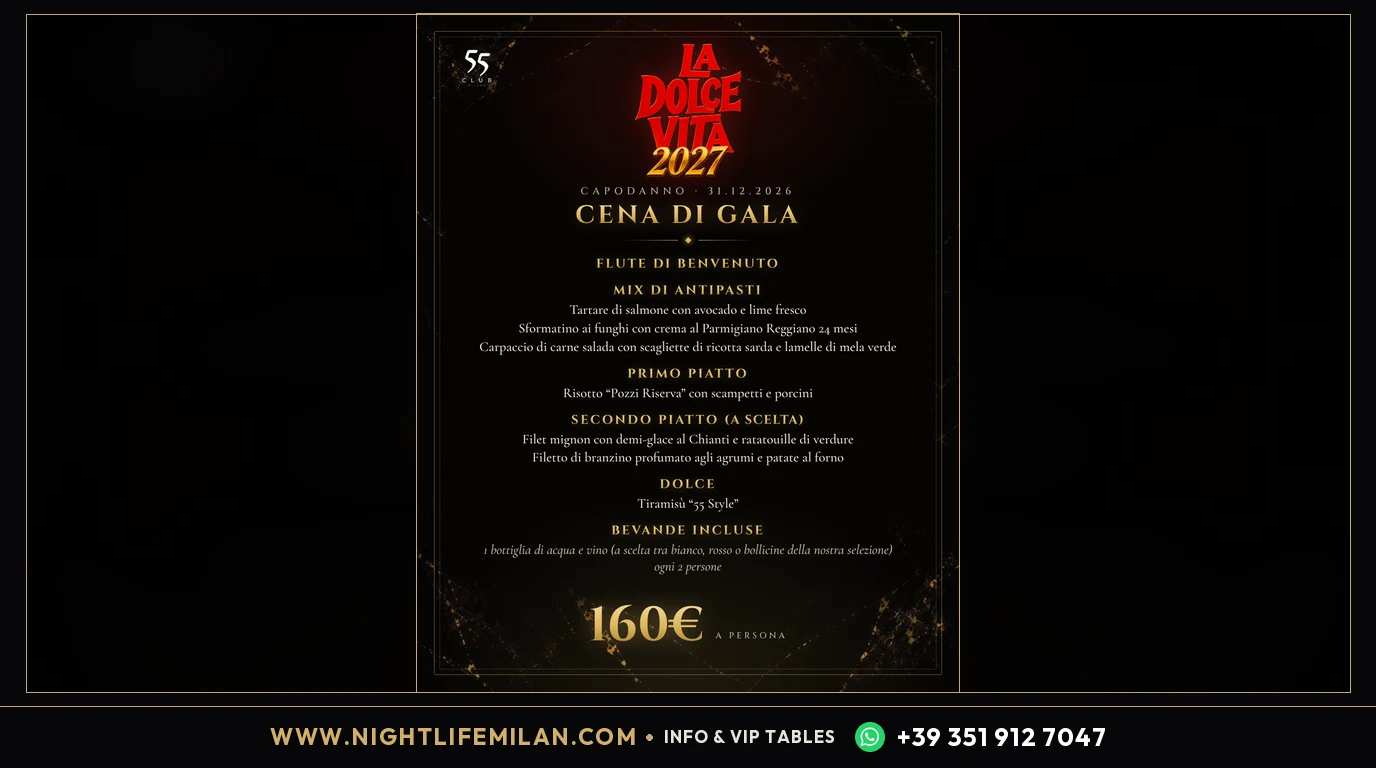 55
CLUB
LA
DOLCE
VITA
2027
CAPODANNO · 31.12.2026
CENA DI GALA
FLUTE DI BENVENUTO
MIX DI ANTIPASTI
Tartare di salmone con avocado e lime fresco
Sformatino ai funghi con crema al Parmigiano Reggiano 24 mesi
Carpaccio di carne salada con scagliette di ricotta sarda e lamelle di mela verde
PRIMO PIATTO
Risotto “Pozzi Riserva” con scampetti e porcini
SECONDO PIATTO (A SCELTA)
Filet mignon con demi-glace al Chianti e ratatouille di verdure
Filetto di branzino profumato agli agrumi e patate al forno
DOLCE
Tiramisù “55 Style”
BEVANDE INCLUSE
1 bottiglia di acqua e vino (a scelta tra bianco, rosso o bollicine della nostra selezione)
ogni 2 persone
160€ A PERSONA
WWW.NIGHTLIFEMILAN.COM • INFO & VIP TABLES +39 351 912 7047